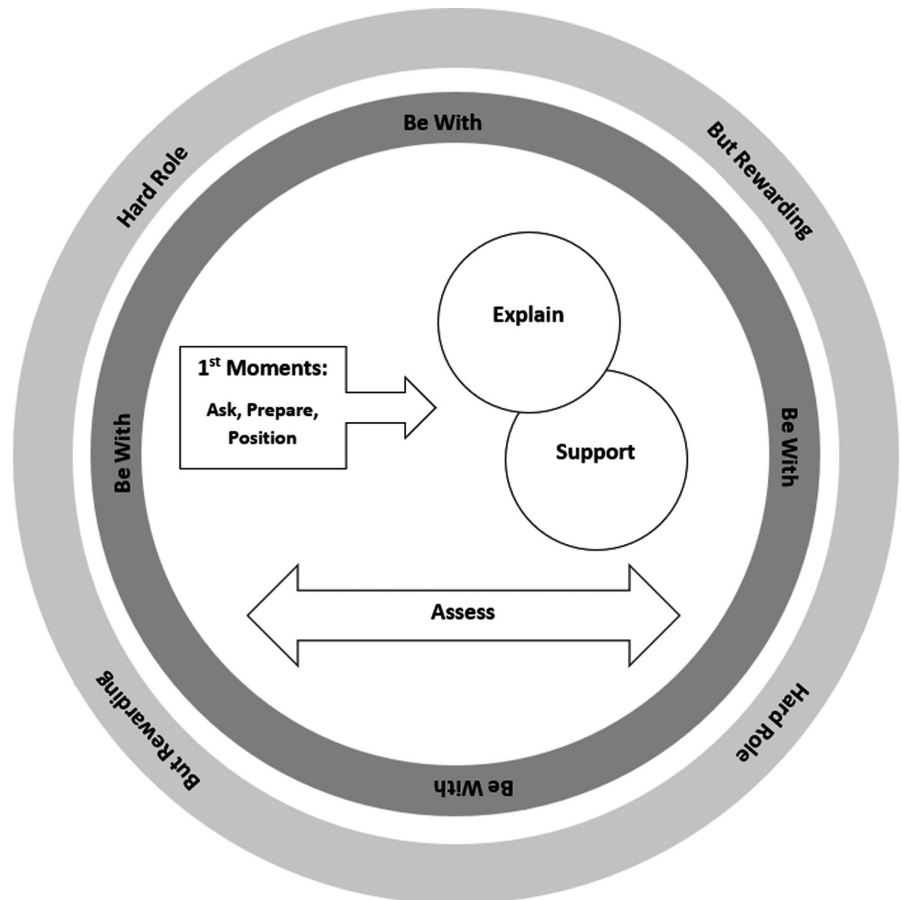 Be With
Hard Role
But Rewarding
Explain
1st Moments:
Ask, Prepare,
Position
Be With
Be With
Support
Assess
But Rewarding
Hard Role
Be With